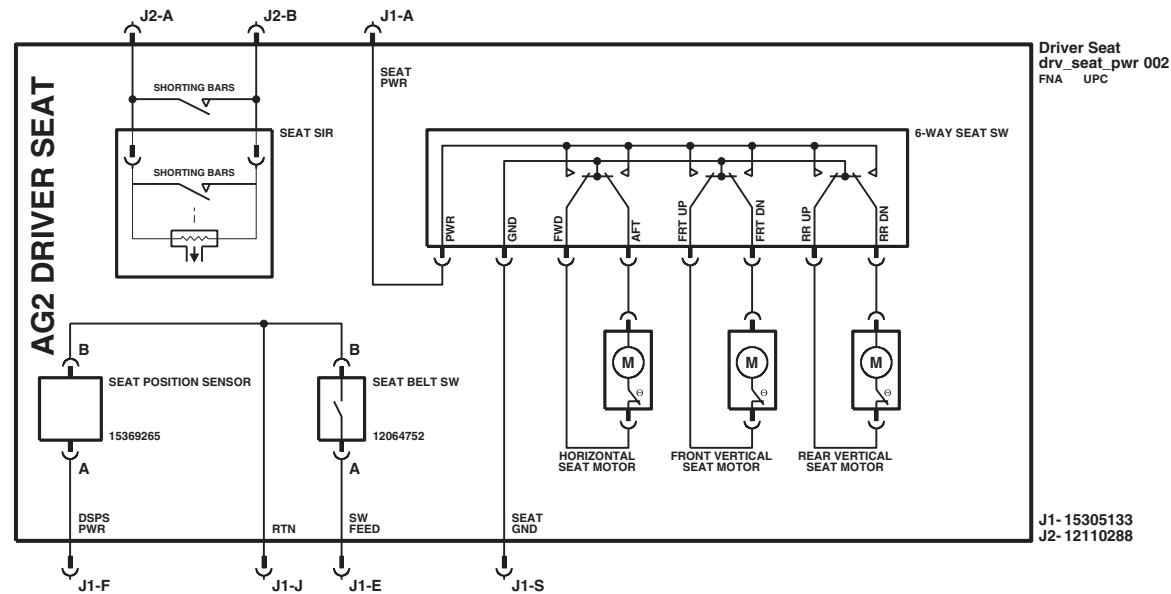 J2-A
J2-B
J1-A
Driver Seat
drv_seat_pwr 002
FNA UPC
AG2 DRIVER SEAT
SEAT
PWR
SHORTING BARS
SEAT SIR
6-WAY SEAT SW
SHORTING BARS
PWR
GND
FWD
AFT
FRT UP
FRT DN
RR UP
RR DN
B
B
M
M
M
Θ
Θ
Θ
SEAT POSITION SENSOR
SEAT BELT SW
15369265
12064752
A
A
HORIZONTAL
SEAT MOTOR
FRONT VERTICAL
SEAT MOTOR
REAR VERTICAL
SEAT MOTOR
DSPS
PWR
RTN
SW
FEED
SEAT
GND
J1- 15305133
J2- 12110288
J1-F
J1-J
J1-E
J1-S